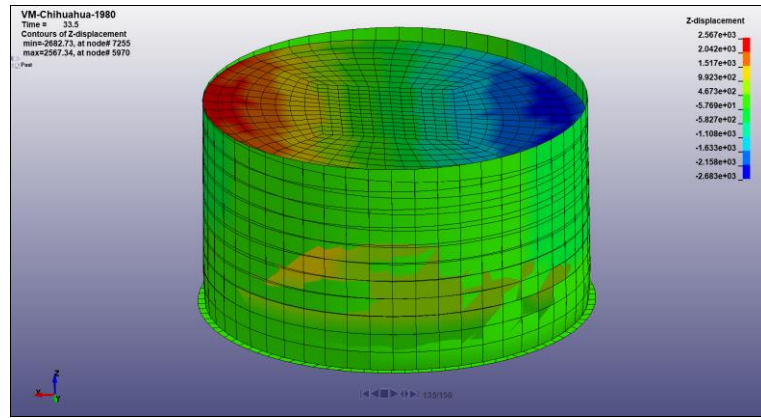 VM-Chihuahua-1980
Time = 33.5
Contours of Z-displacement
min=-2682.73, at node# 7255
max=2567.34, at node# 5970
Post
Z-displacement
2.567e+03
2.042e+03
1.517e+03
9.923e+02
4.673e+02
-5.769e+01
-5.827e+02
-1.108e+03
-1.633e+03
-2.158e+03
-2.683e+03
Z
X
Y